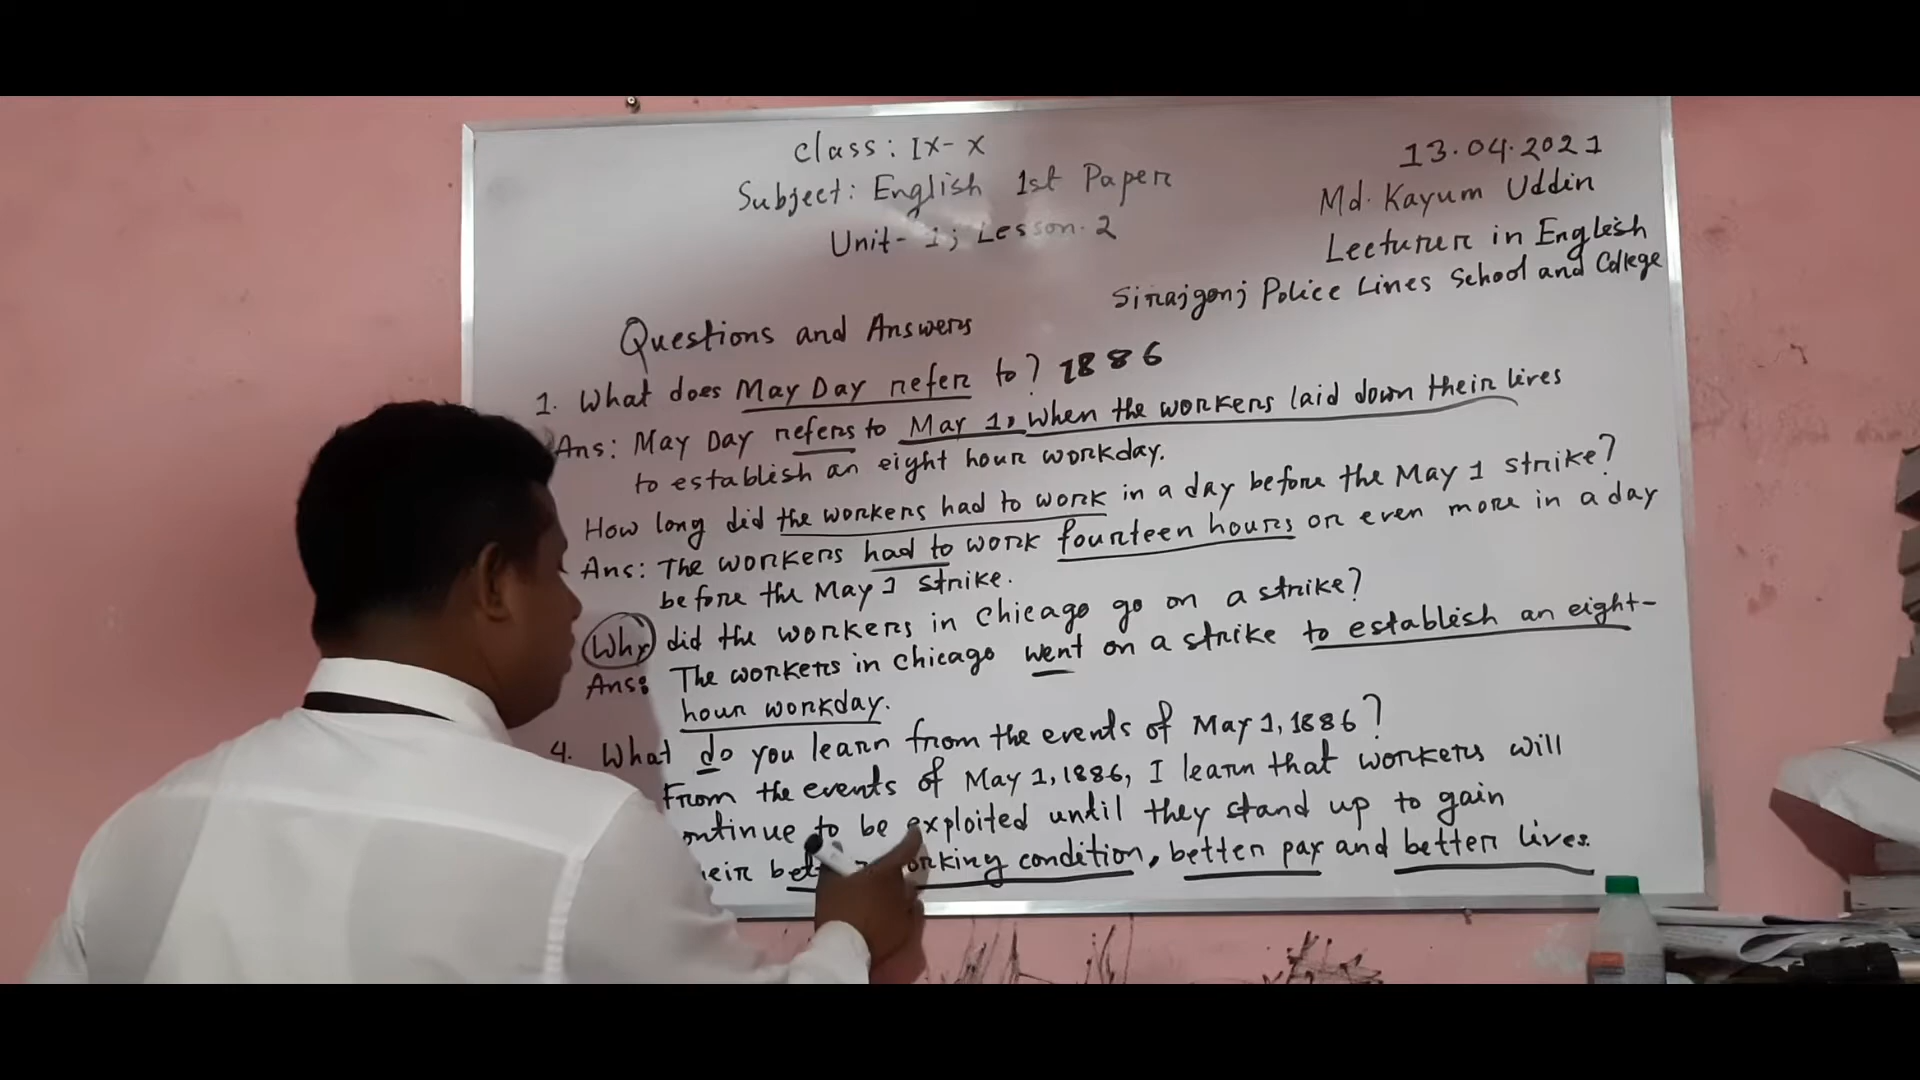 Class: IX-X
Subject: English 1st Paper
Unit-1; Lesson-2
13.04.2021
Md. Kayum Uddin
Lecturer in English
Sirajgonj Police Lines School and College
Questions and Answers
1. What does May Day refer to? 1886
Ans: May Day refers to May 1, when the workers laid down their lives
to establish an eight hour workday.
How long did the workers had to work in a day before the May 1 strike?
Ans: The workers had to work fourteen hours or even more in a day
before the May 1 strike.
Why did the workers in Chicago go on a strike?
Ans: The workers in Chicago went on a strike to establish an eight-
hour workday.
4. What do you learn from the events of May 1, 1886?
From the events of May 1, 1886, I learn that workers will
ontinue to be exploited until they stand up to gain
eir bet orking condition, better pay and better lives.